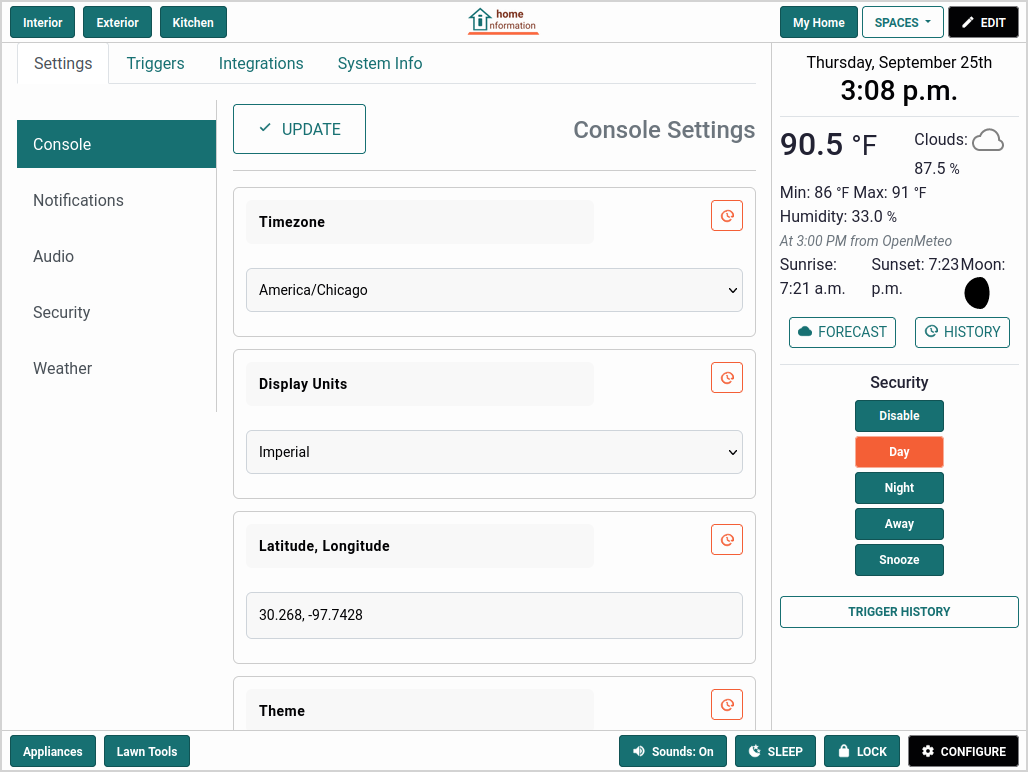 Interior
Exterior
Kitchen
home
information
My Home
SPACES
EDIT
Settings
Triggers
Integrations
System Info
Console
Notifications
Audio
Security
Weather
UPDATE
Console Settings
Timezone
America/Chicago
Display Units
Imperial
Latitude, Longitude
30.268, -97.7428
Theme
Thursday, September 25th
3:08 p.m.
90.5 °F
Clouds:
87.5 %
Min: 86 °F Max: 91 °F
Humidity: 33.0 %
At 3:00 PM from OpenMeteo
Sunrise: Sunset: 7:23 Moon:
7:21 a.m. p.m.
FORECAST
HISTORY
Security
Disable
Day
Night
Away
Snooze
TRIGGER HISTORY
Appliances
Lawn Tools
Sounds: On
SLEEP
LOCK
CONFIGURE